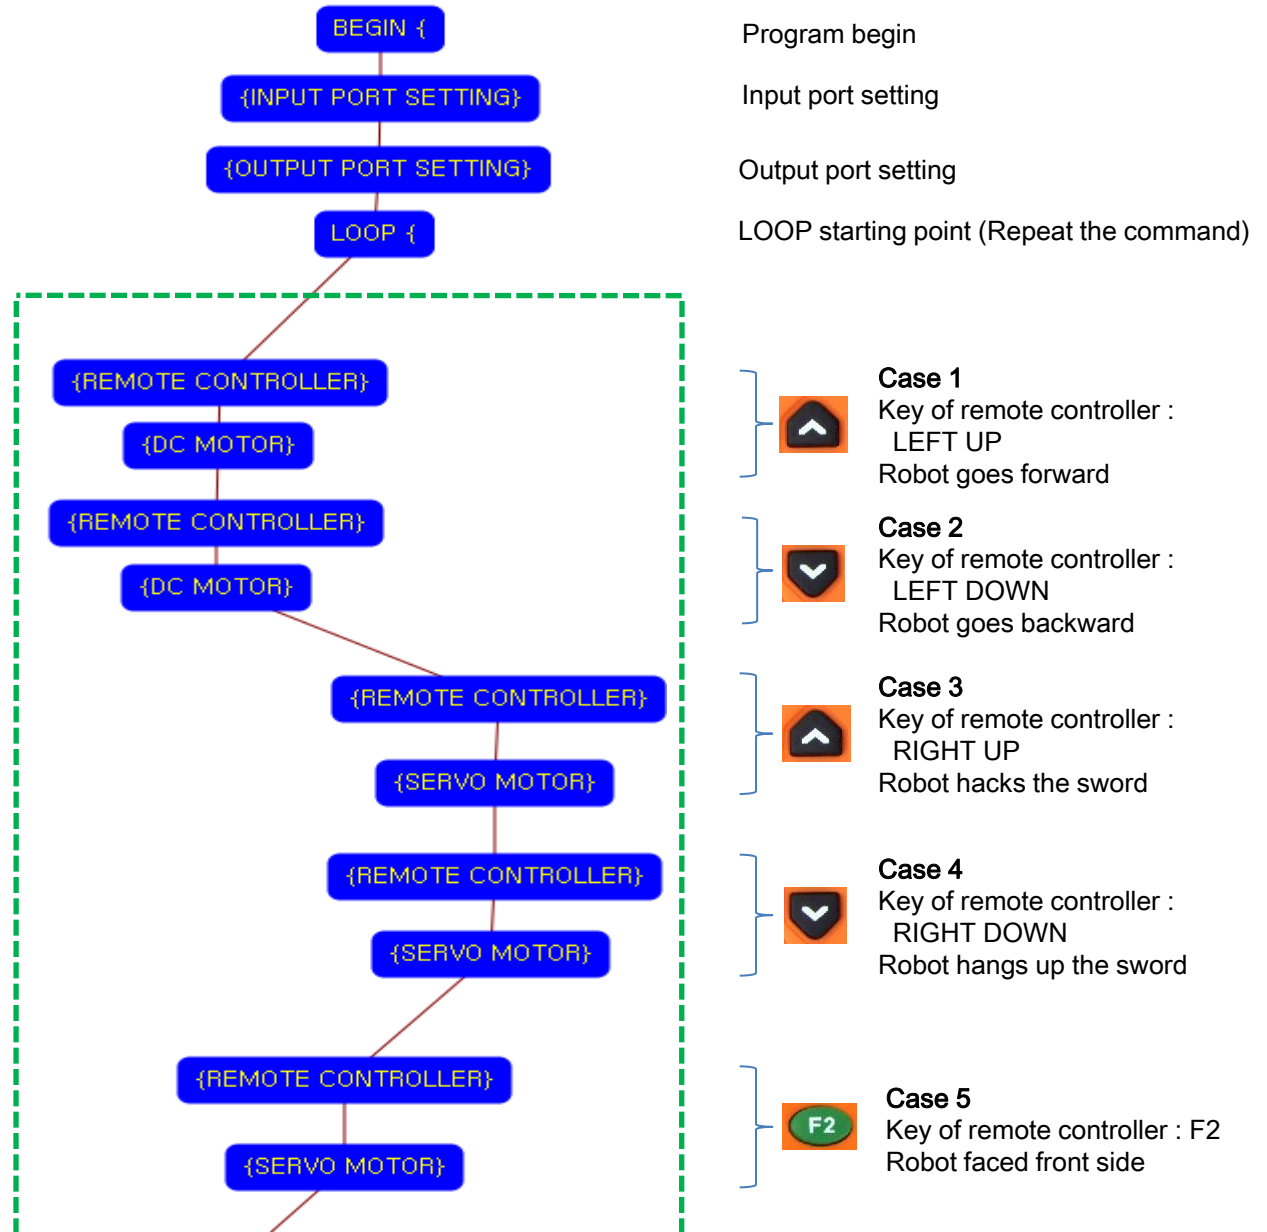 BEGIN {
Program begin
{INPUT PORT SETTING}
Input port setting
{OUTPUT PORT SETTING}
Output port setting
LOOP {
LOOP starting point (Repeat the command)
{REMOTE CONTROLLER}
{DC MOTOR}
Case 1
Key of remote controller :
LEFT UP
Robot goes forward
{REMOTE CONTROLLER}
{DC MOTOR}
Case 2
Key of remote controller :
LEFT DOWN
Robot goes backward
{REMOTE CONTROLLER}
{SERVO MOTOR}
Case 3
Key of remote controller :
RIGHT UP
Robot hacks the sword
{REMOTE CONTROLLER}
{SERVO MOTOR}
Case 4
Key of remote controller :
RIGHT DOWN
Robot hangs up the sword
{REMOTE CONTROLLER}
{SERVO MOTOR}
F2
Case 5
Key of remote controller : F2
Robot faced front side